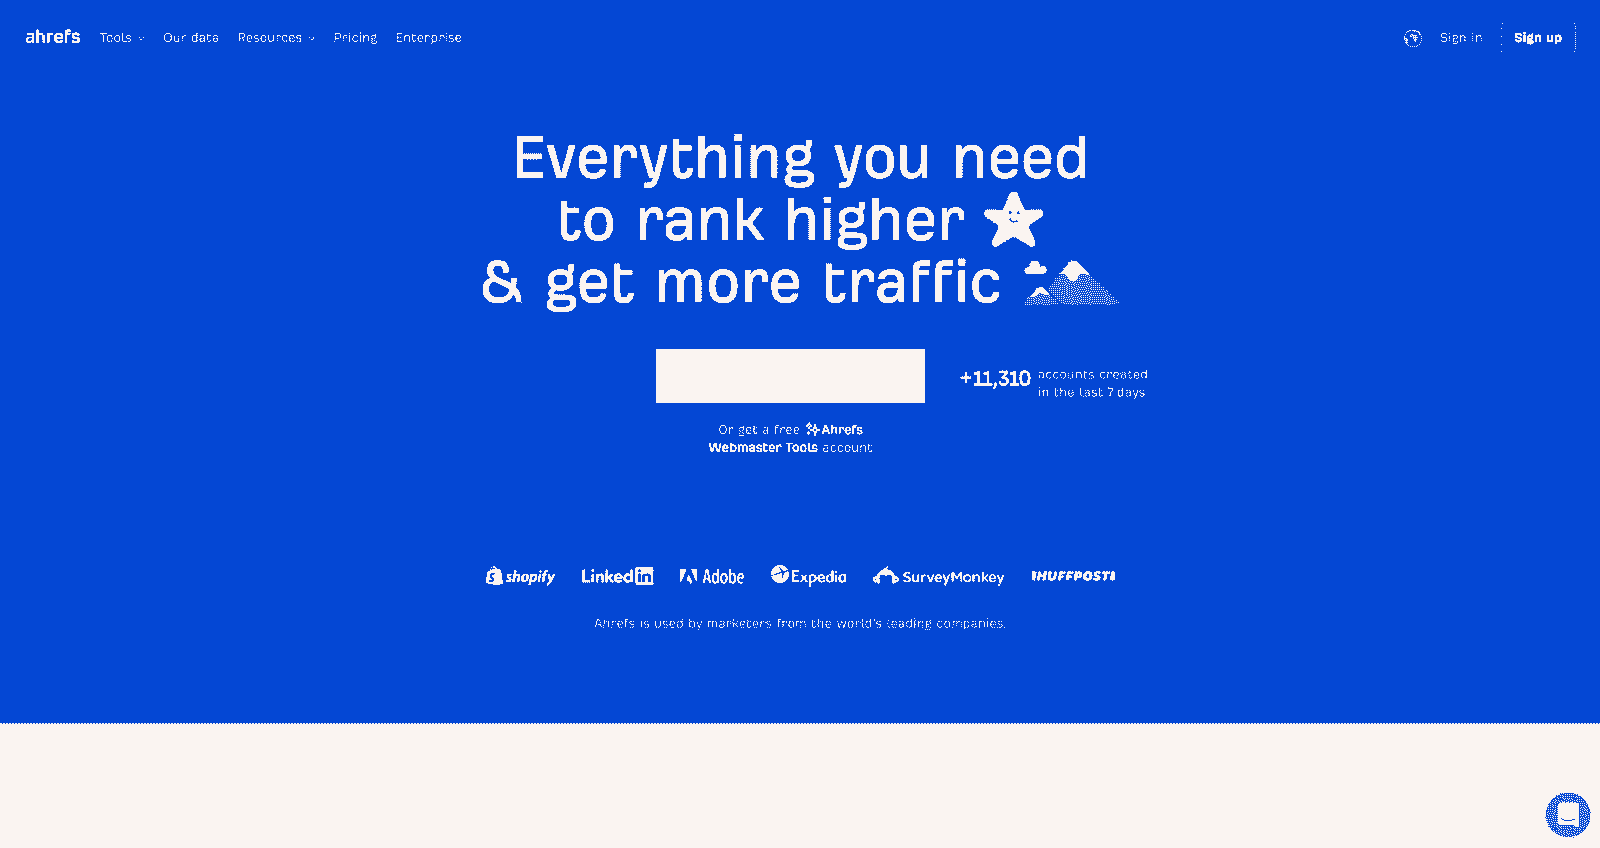 ahrefs Tools Our data Resources Pricing Enterprise Sign in Sign up
Everything you need
to rank higher
& get more traffic
+11,310 accounts created
in the last 7 days
Or get a free Ahrefs
Webmaster Tools account
shopify LinkedIn Adobe Expedia SurveyMonkey IHUFFPOSTI
Ahrefs is used by marketers from the world's leading companies.